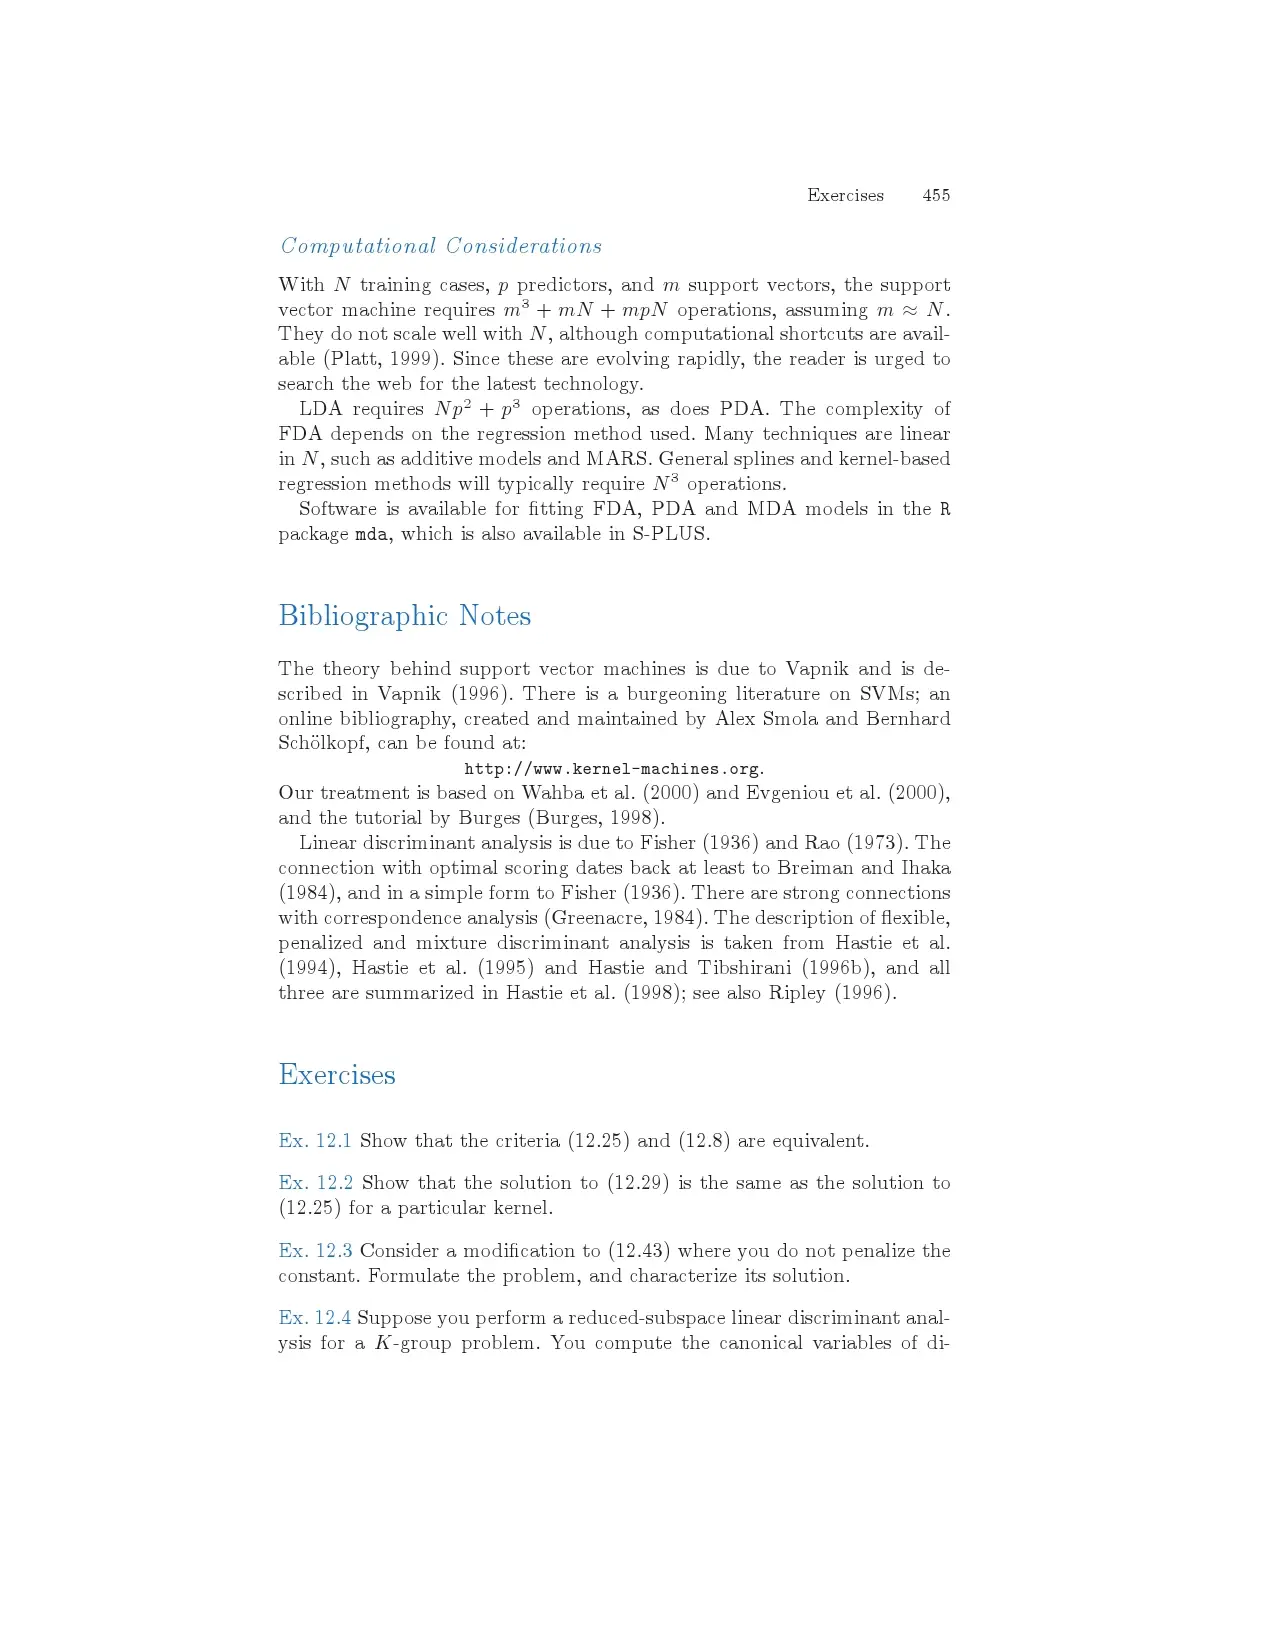 Exercises 455
Computational Considerations
With N training cases, p predictors, and m support vectors, the support
vector machine requires m³ + mN + mpN operations, assuming m ≈ N.
They do not scale well with N, although computational shortcuts are avail-
able (Platt, 1999). Since these are evolving rapidly, the reader is urged to
search the web for the latest technology.
LDA requires Np² + p³ operations, as does PDA. The complexity of
FDA depends on the regression method used. Many techniques are linear
in N, such as additive models and MARS. General splines and kernel-based
regression methods will typically require N³ operations.
Software is available for fitting FDA, PDA and MDA models in the R
package mda, which is also available in S-PLUS.
Bibliographic Notes
The theory behind support vector machines is due to Vapnik and is de-
scribed in Vapnik (1996). There is a burgeoning literature on SVMs; an
online bibliography, created and maintained by Alex Smola and Bernhard
Schölkopf, can be found at:
http://www.kernel-machines.org.
Our treatment is based on Wahba et al. (2000) and Evgeniou et al. (2000),
and the tutorial by Burges (Burges, 1998).
Linear discriminant analysis is due to Fisher (1936) and Rao (1973). The
connection with optimal scoring dates back at least to Breiman and Ihaka
(1984), and in a simple form to Fisher (1936). There are strong connections
with correspondence analysis (Greenacre, 1984). The description of flexible,
penalized and mixture discriminant analysis is taken from Hastie et al.
(1994), Hastie et al. (1995) and Hastie and Tibshirani (1996b), and all
three are summarized in Hastie et al. (1998); see also Ripley (1996).
Exercises
Ex. 12.1 Show that the criteria (12.25) and (12.8) are equivalent.
Ex. 12.2 Show that the solution to (12.29) is the same as the solution to
(12.25) for a particular kernel.
Ex. 12.3 Consider a modification to (12.43) where you do not penalize the
constant. Formulate the problem, and characterize its solution.
Ex. 12.4 Suppose you perform a reduced-subspace linear discriminant anal-
ysis for a K-group problem. You compute the canonical variables of di-